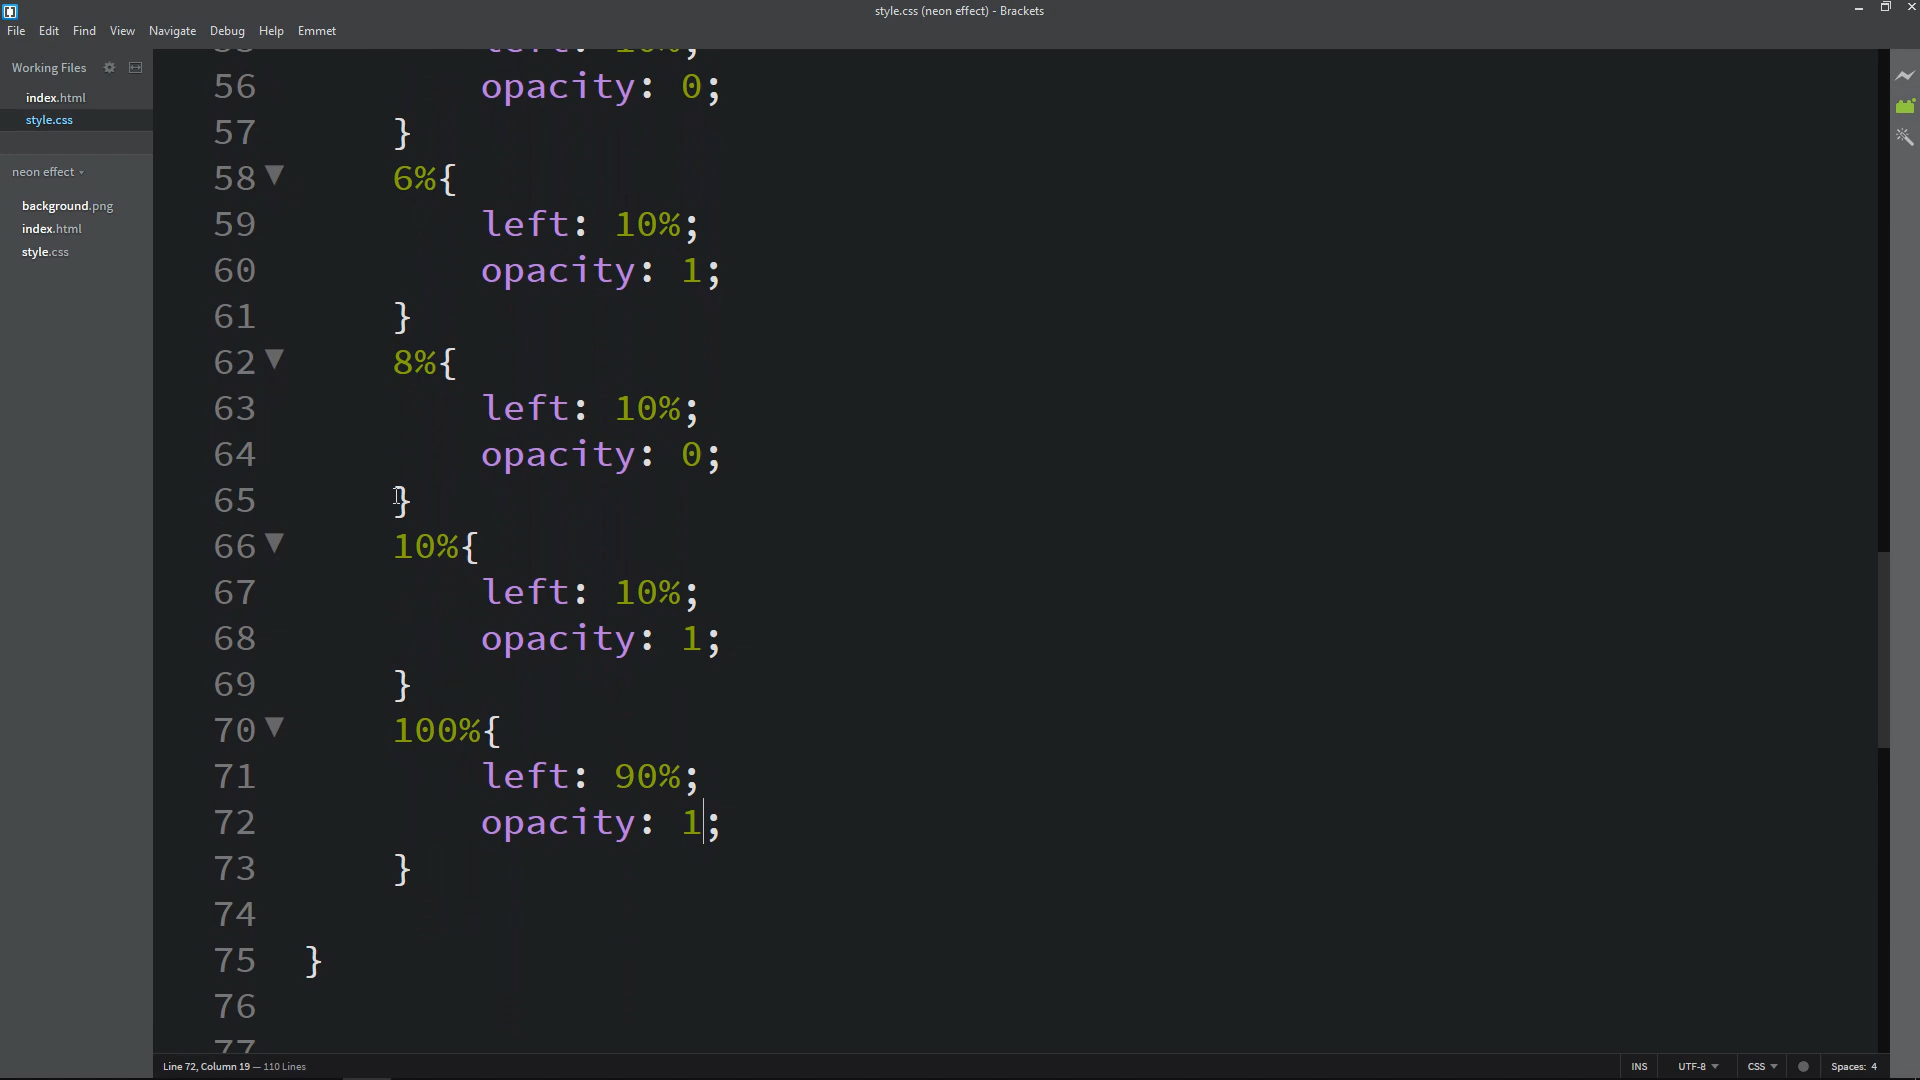 style.css (neon effect) - Brackets
File Edit Find View Navigate Debug Help Emmet
Working Files
index.html
style.css
neon effect
background.png
index.html
style.css
56 opacity: 0;
57 }
58 6%{
59 left: 10%;
60 opacity: 1;
61 }
62 8%{
63 left: 10%;
64 opacity: 0;
65 }
66 10%{
67 left: 10%;
68 opacity: 1;
69 }
70 100%{
71 left: 90%;
72 opacity: 1;
73 }
74
75 }
76
77
Line 72, Column 19 — 110 Lines
INS UTF-8 CSS Spaces: 4